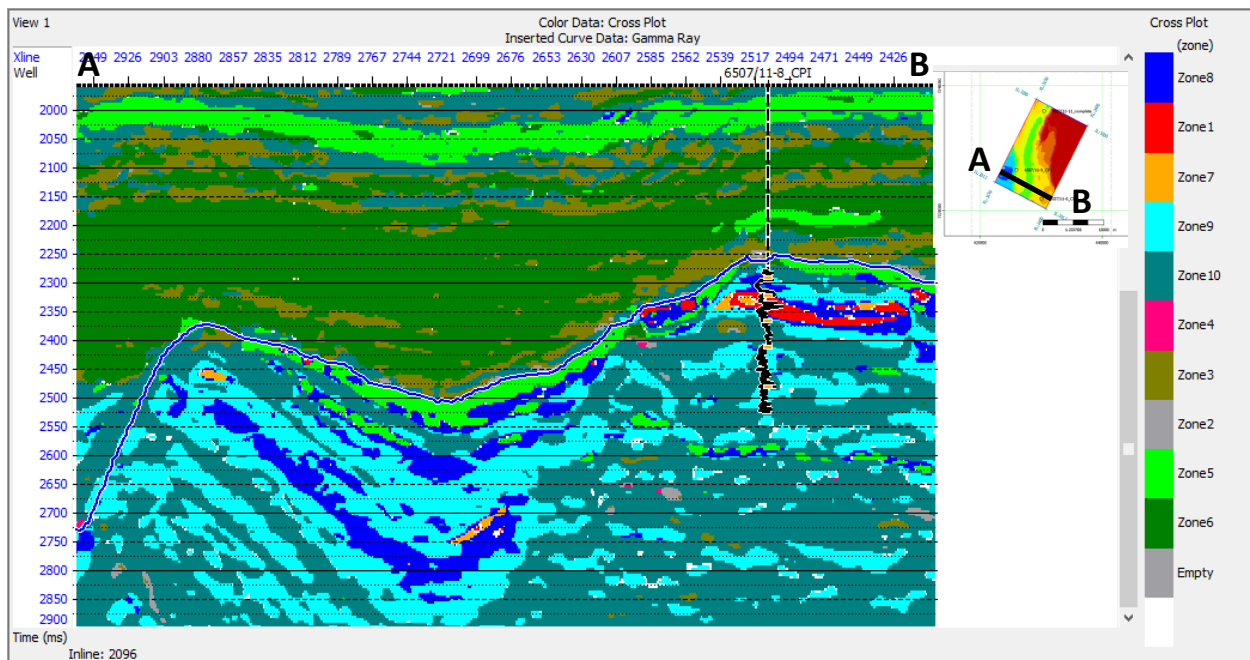 View 1
Color Data: Cross Plot
Inserted Curve Data: Gamma Ray
Cross Plot
(zone)
Xline 2926 2903 2880 2857 2835 2812 2789 2767 2744 2721 2699 2676 2653 2630 2607 2585 2562 2539 2517 2494 2471 2449 2426
Well
A
B
6507/11-8_CPI
2000
2050
2100
2150
2200
2250
2300
2350
2400
2450
2500
2550
2600
2650
2700
2750
2800
2850
2900
Time (ms)
Inline: 2096
A
B
Zone8
Zone1
Zone7
Zone9
Zone10
Zone4
Zone3
Zone2
Zone5
Zone6
Empty